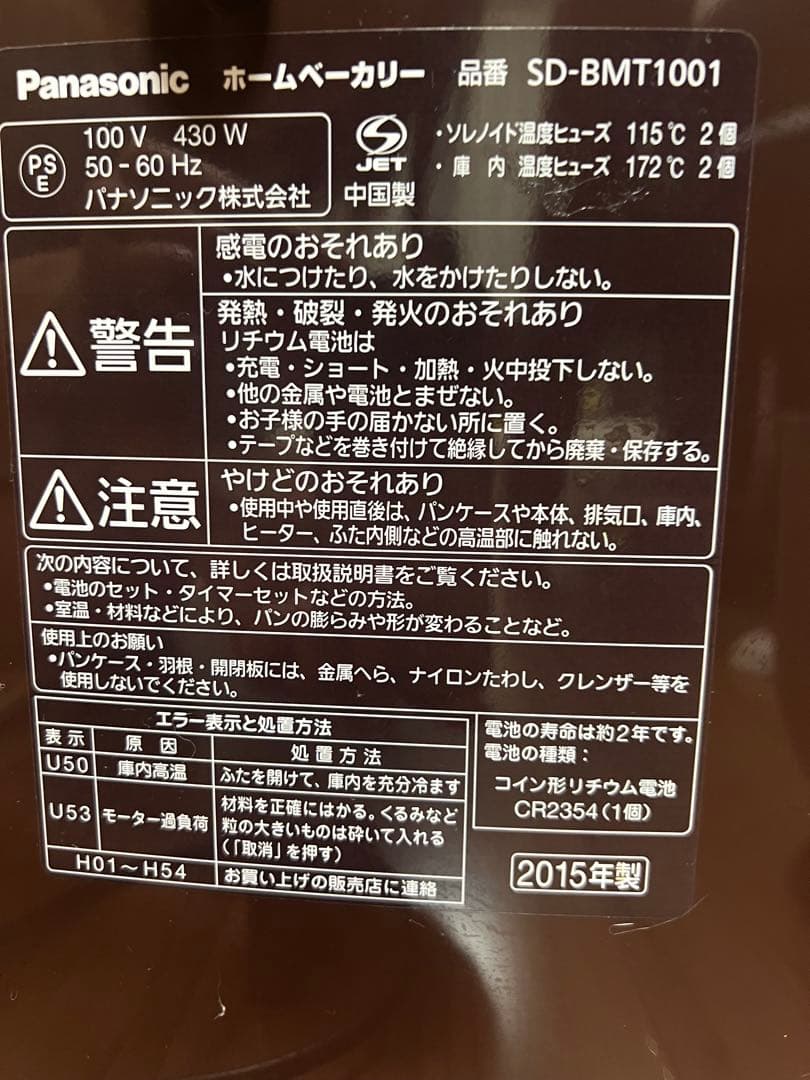 Panasonic ホームベーカリー 品番 SD-BMT1001
PS
E
100 V 430 W
50 - 60 Hz
パナソニック株式会社
JET
中国製
・ソレノイド温度ヒューズ 115℃ 2個
・庫 内 温度ヒューズ 172℃ 2個
警告
感電のおそれあり
•水につけたり、水をかけたりしない。
発熱・破裂・発火のおそれあり
リチウム電池は
•充電・ショート・加熱・火中投下しない。
•他の金属や電池とまぜない。
•お子様の手の届かない所に置く。
•テープなどを巻き付けて絶縁してから廃棄・保存する。
注意
やけどのおそれあり
•使用中や使用直後は、パンケースや本体、排気口、庫内、
ヒーター、ふた内側などの高温部に触れない。
次の内容について、詳しくは取扱説明書をご覧ください。
•電池のセット・タイマーセットなどの方法。
•室温・材料などにより、パンの膨らみや形が変わることなど。
使用上のお願い
•パンケース・羽根・開閉板には、金属へら、ナイロンたわし、クレンザー等を
使用しないでください。
エラー表示と処置方法
表示 原因 処置方法
U50 庫内高温 ふたを開けて、庫内を充分冷ます
U53 モーター過負荷 材料を正確にはかる。くるみなど
粒の大きいものは砕いて入れる
（「取消」を押す）
H01～H54 お買い上げの販売店に連絡
電池の寿命は約2年です。
電池の種類：
コイン形リチウム電池
CR2354（1個）
2015年製